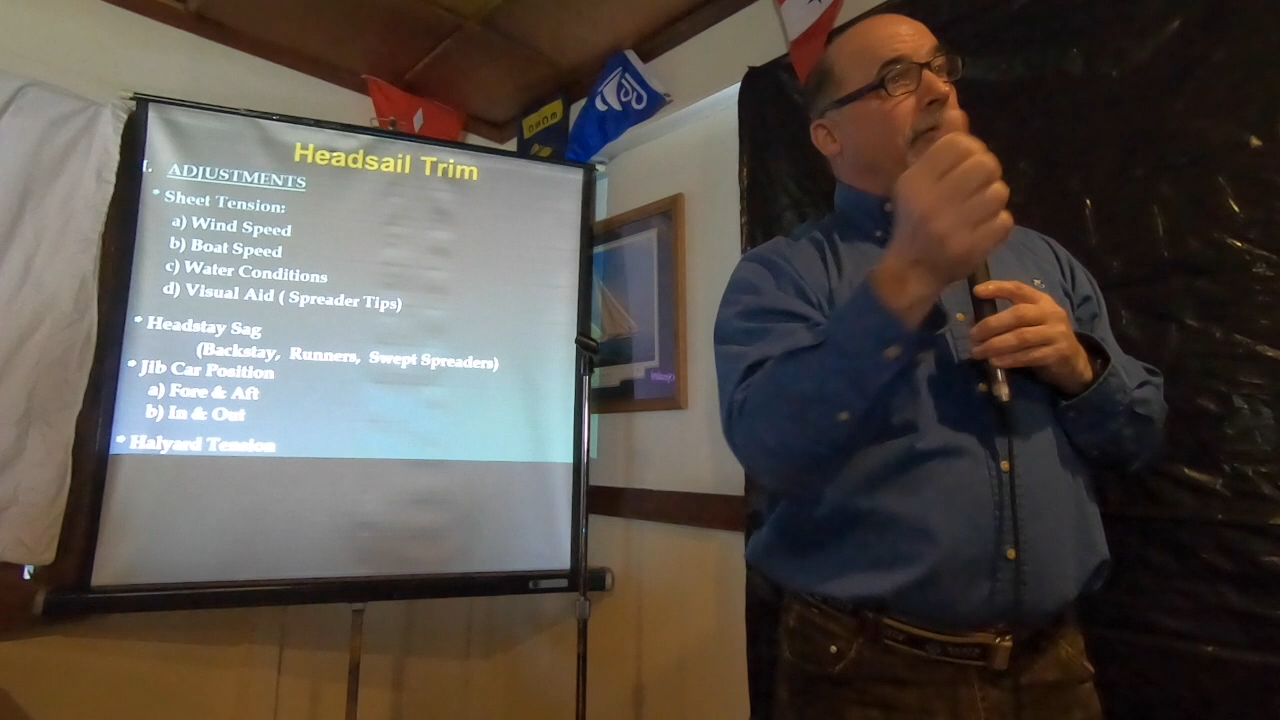 Headsail Trim
I. ADJUSTMENTS
* Sheet Tension:
a) Wind Speed
b) Boat Speed
c) Water Conditions
d) Visual Aid ( Spreader Tips)
* Headstay Sag
(Backstay, Runners, Swept Spreaders)
* Jib Car Position
a) Fore & Aft
b) In & Out
* Halyard Tension